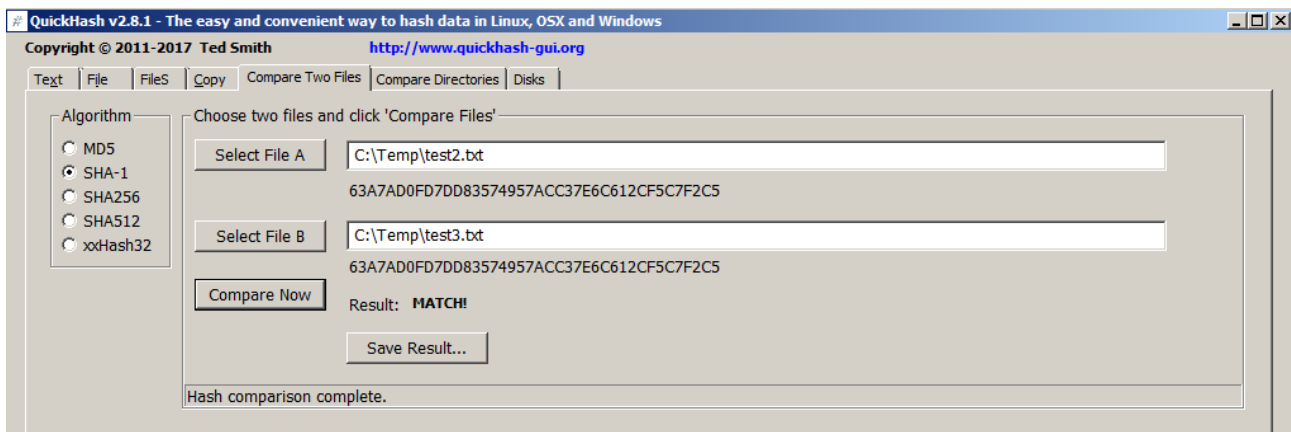 # QuickHash v2.8.1 - The easy and convenient way to hash data in Linux, OSX and Windows
Copyright © 2011-2017 Ted Smith http://www.quickhash-gui.org
Text File FileS Copy Compare Two Files Compare Directories Disks
Algorithm
MD5
SHA-1
SHA256
SHA512
xxHash32
Choose two files and click 'Compare Files'
Select File A C:\Temp\test2.txt
63A7AD0FD7DD83574957ACC37E6C612CF5C7F2C5
Select File B C:\Temp\test3.txt
63A7AD0FD7DD83574957ACC37E6C612CF5C7F2C5
Compare Now Result: MATCH!
Save Result...
Hash comparison complete.